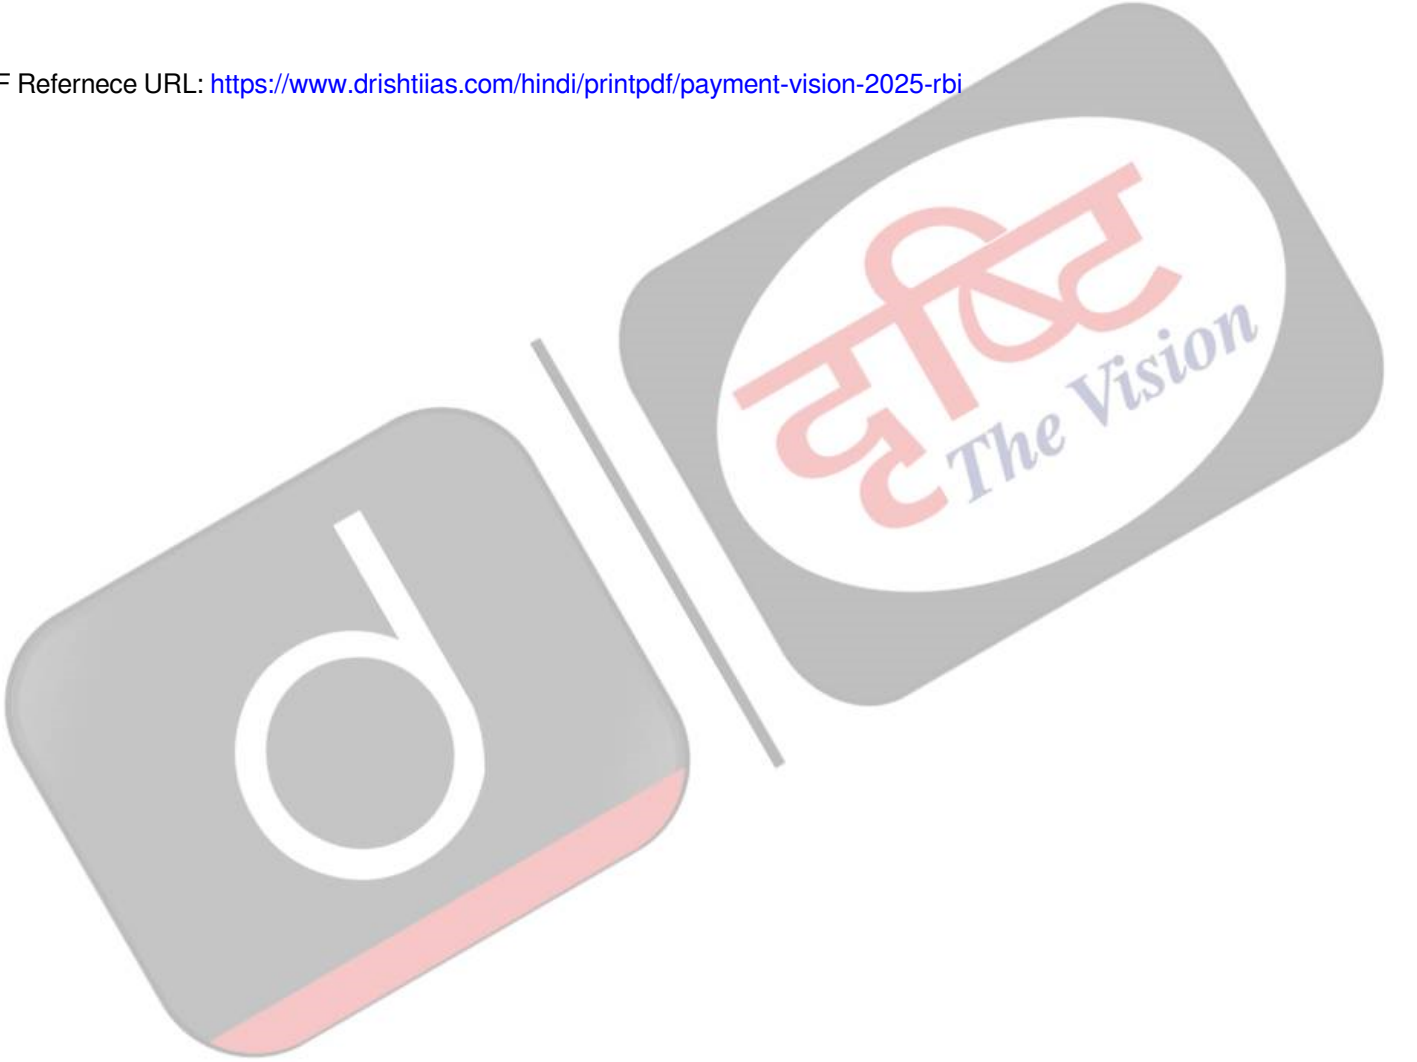 F Refernece URL: https://www.drishtiias.com/hindi/printpdf/payment-vision-2025-rbi
दृष्टि
The Vision
d